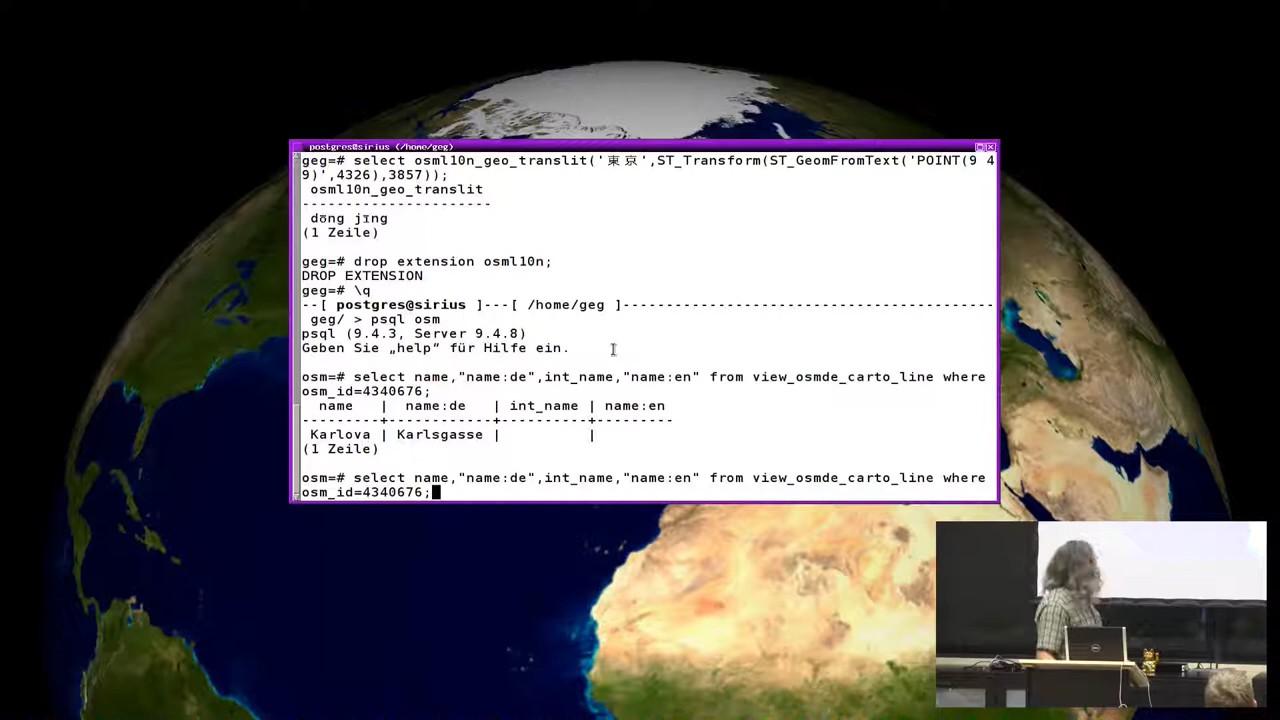 postgres@sirius (/home/geg)
geg=# select osml10n_geo_translit('東京',ST_Transform(ST_GeomFromText('POINT(9 4
9)',4326),3857));
osml10n_geo_translit
----------------------
dōng jīng
(1 Zeile)
geg=# drop extension osml10n;
DROP EXTENSION
geg=# \q
--[ postgres@sirius ]---[ /home/geg ]-------------------------------------------
geg/ > psql osm
psql (9.4.3, Server 9.4.8)
Geben Sie „help“ für Hilfe ein.
osm=# select name,"name:de",int_name,"name:en" from view_osmde_carto_line where
osm_id=4340676;
name | name:de | int_name | name:en
---------+------------+----------+---------
Karlova | Karlsgasse | |
(1 Zeile)
osm=# select name,"name:de",int_name,"name:en" from view_osmde_carto_line where
osm_id=4340676;